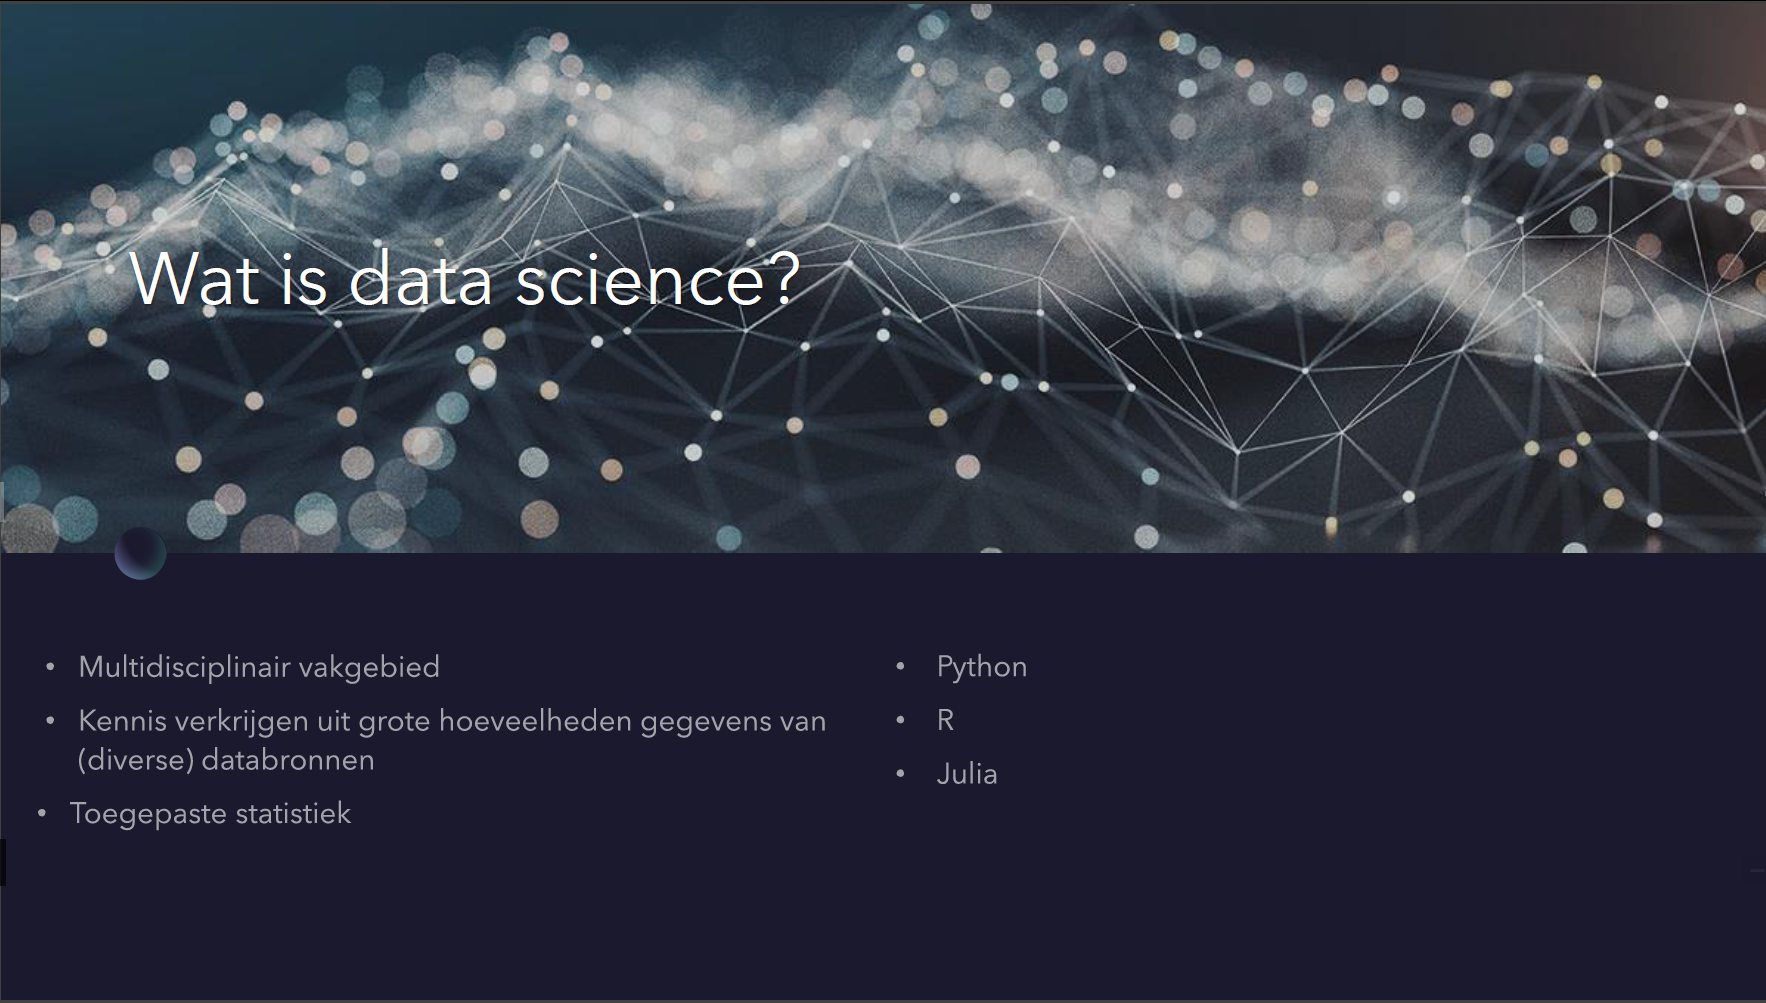 Wat is data science?
• Multidisciplinair vakgebied
• Kennis verkrijgen uit grote hoeveelheden gegevens van
(diverse) databronnen
• Toegepaste statistiek
• Python
• R
• Julia